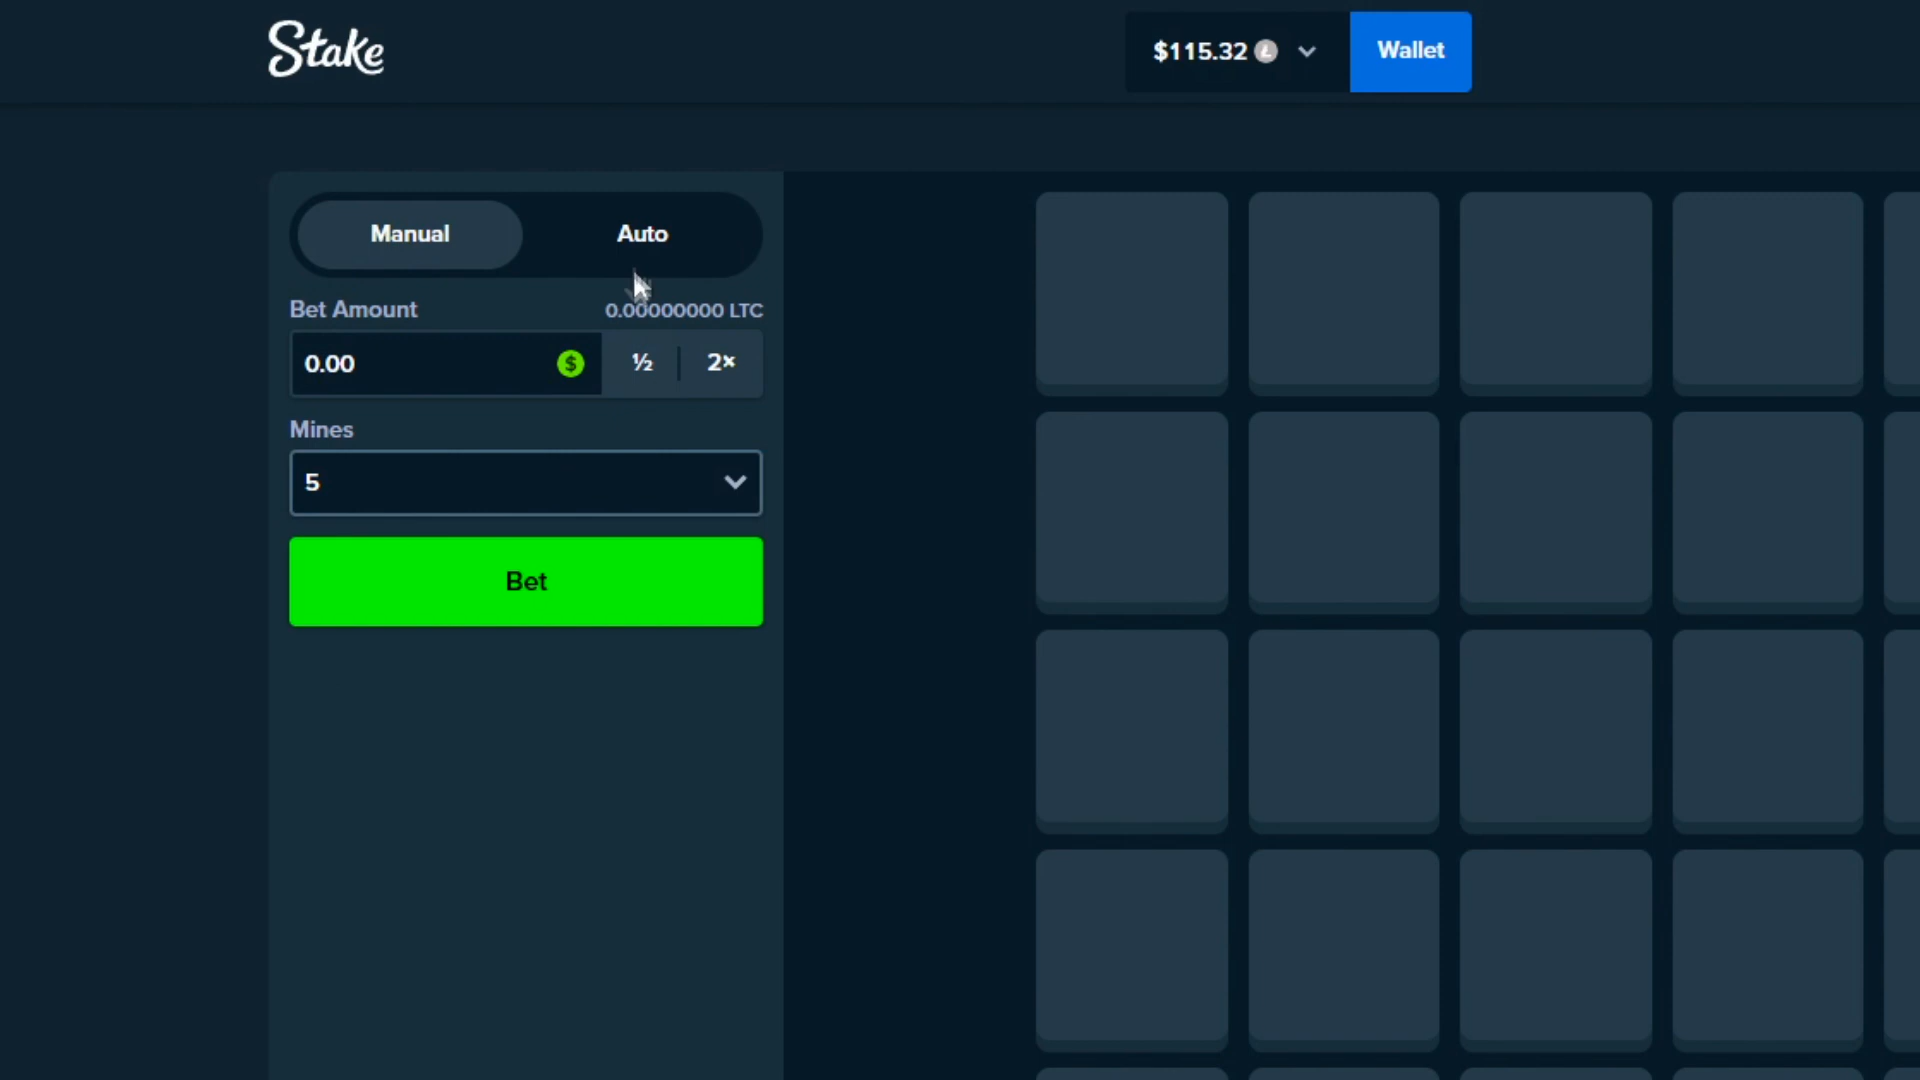 Stake
$115.32
Wallet
Manual
Auto
Bet Amount
0.00000000 LTC
0.00 $
½
2×
Mines
5
Bet